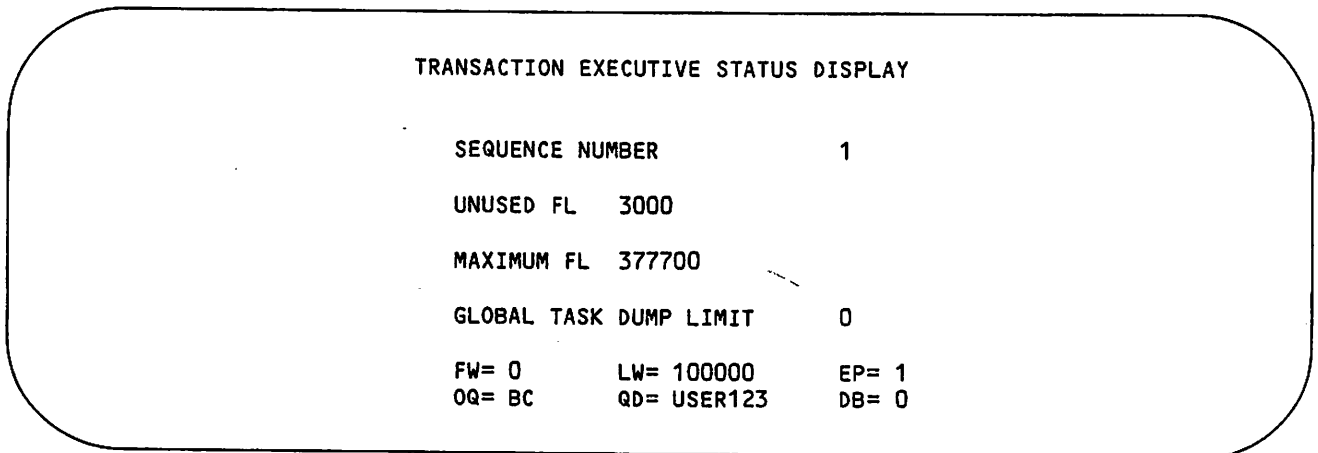 TRANSACTION EXECUTIVE STATUS DISPLAY
SEQUENCE NUMBER 1
UNUSED FL 3000
MAXIMUM FL 377700
GLOBAL TASK DUMP LIMIT 0
FW= 0 LW= 100000 EP= 1
OQ= BC QD= USER123 DB= 0